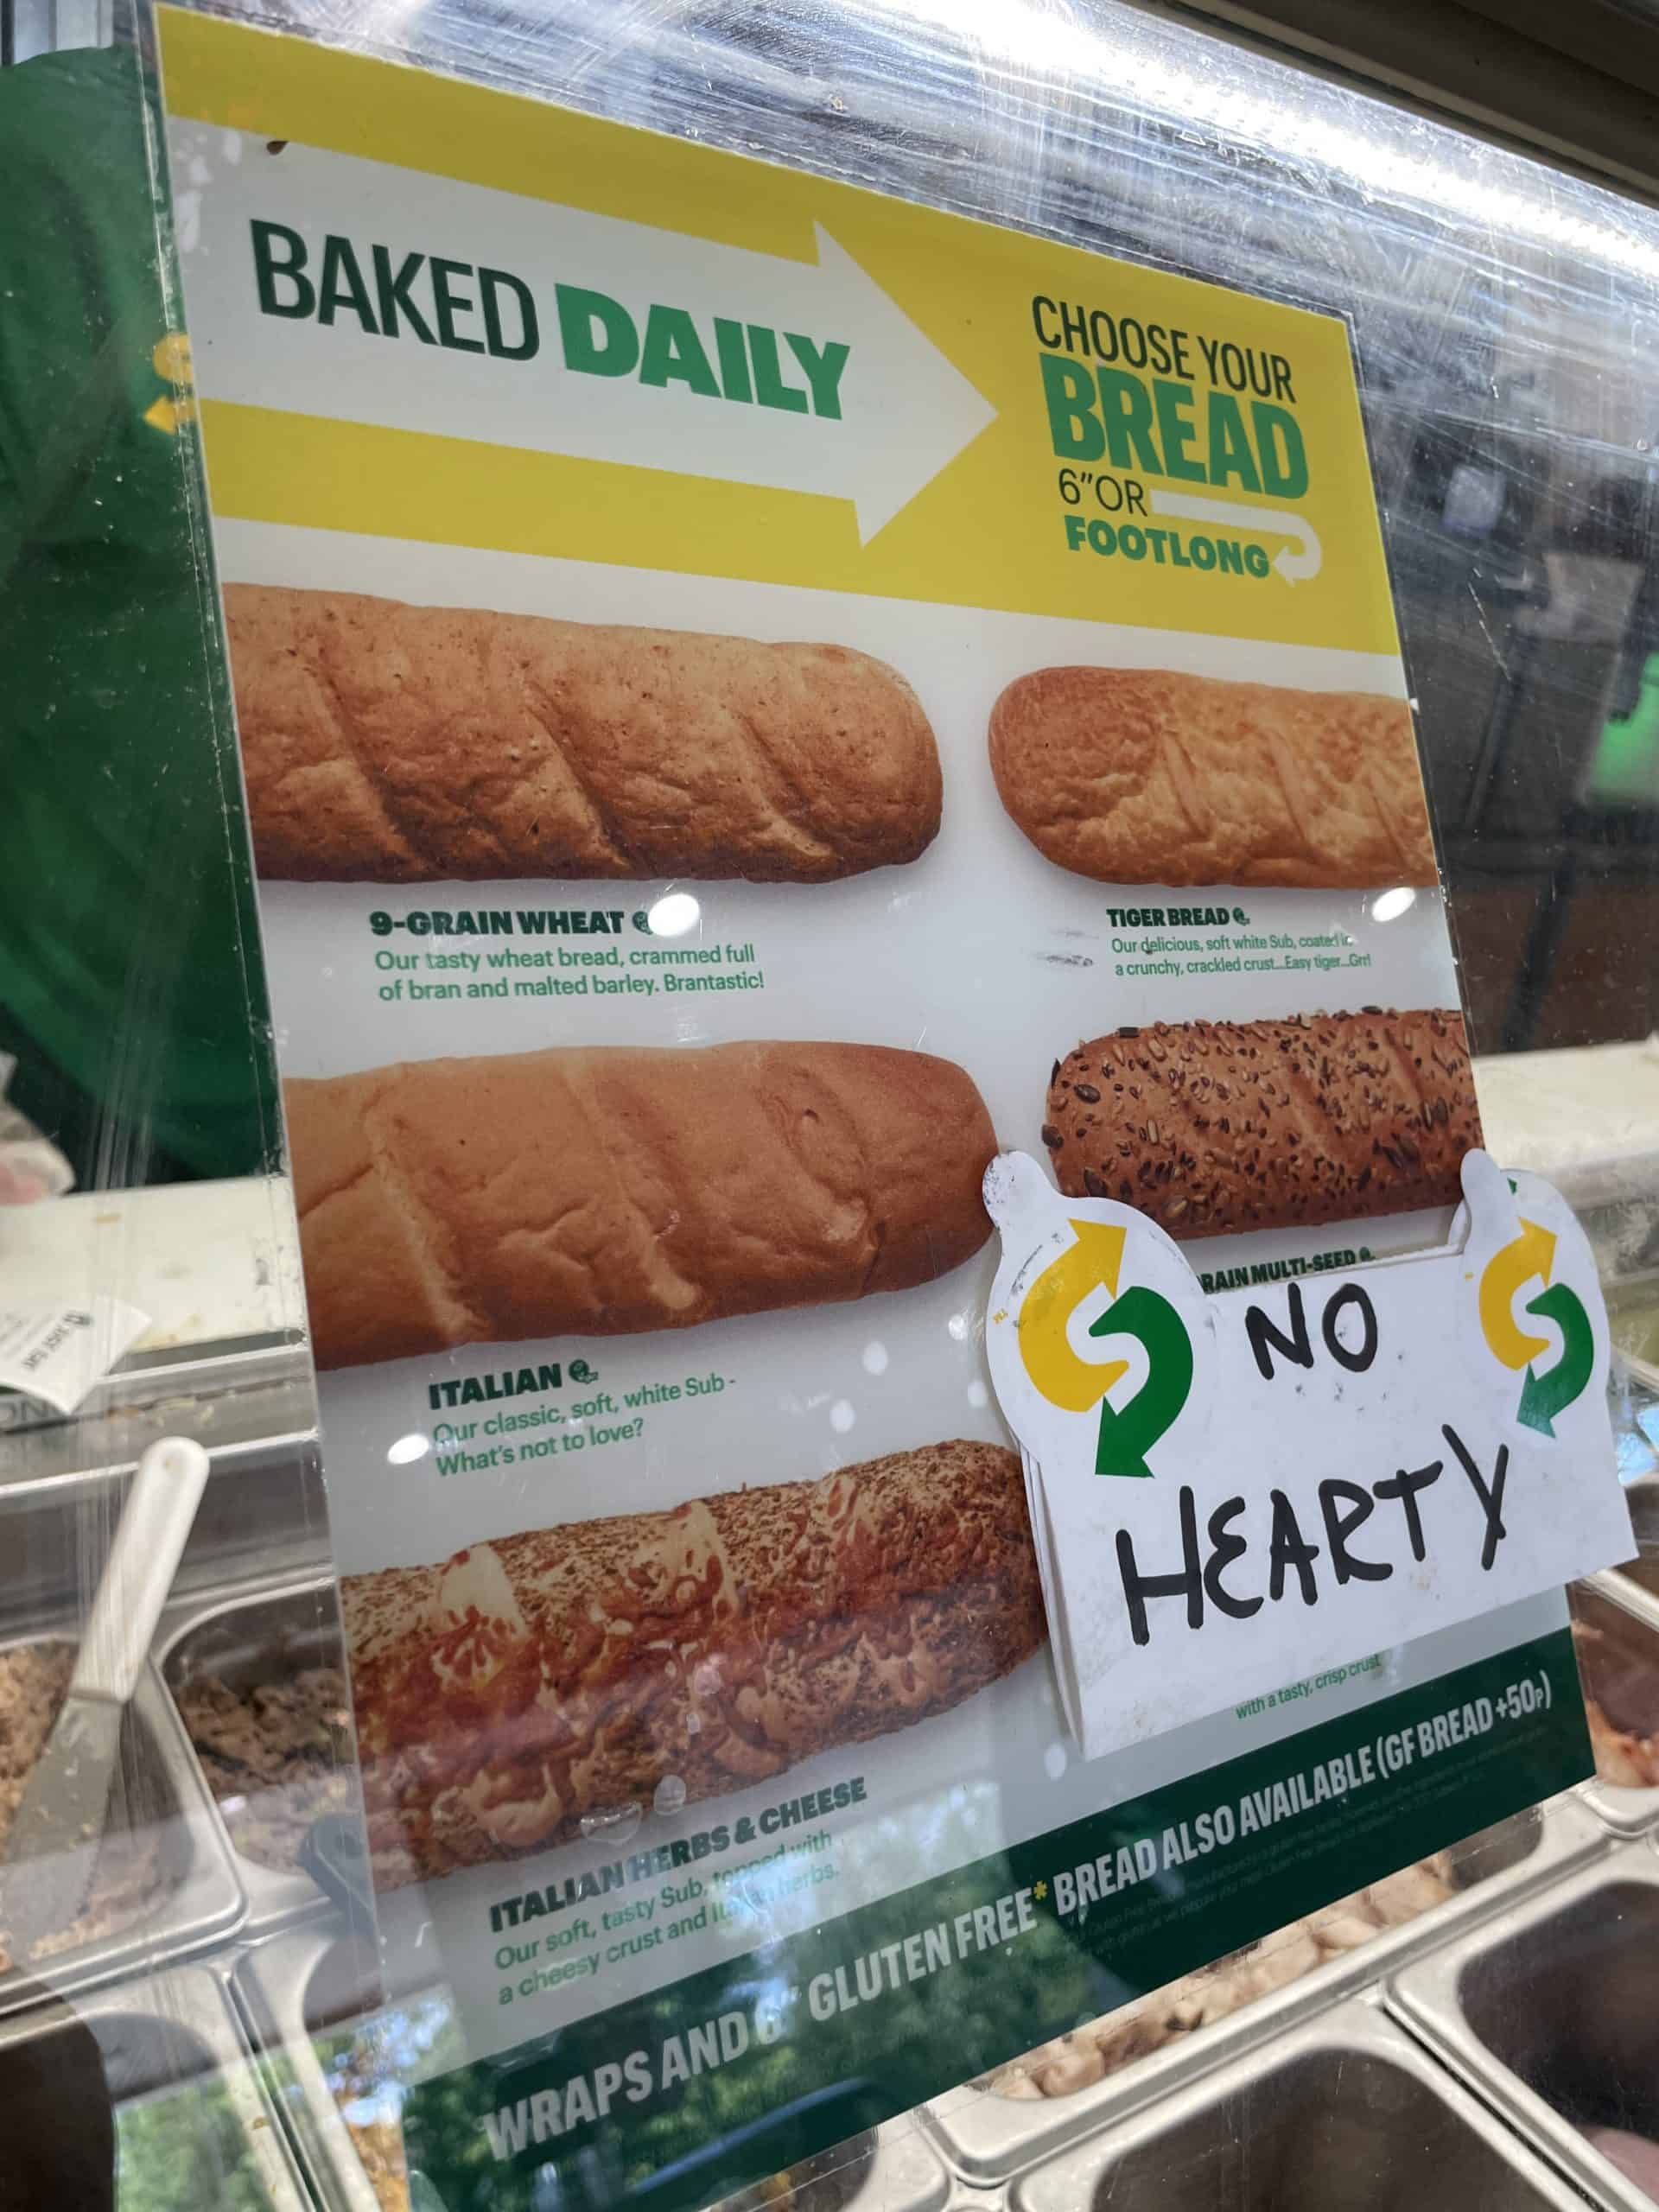 BAKED DAILY
CHOOSE YOUR
BREAD
6" OR
FOOTLONG
9-GRAIN WHEAT
Our tasty wheat bread, crammed full
of bran and malted barley. Brantastic!
TIGER BREAD
Our delicious, soft white Sub, coated in
a crunchy, crackled crust...Easy tiger...Grr!
ITALIAN
Our classic, soft, white Sub -
What's not to love?
RAIN MULTI-SEED
NO
HEARTY
with a tasty, crisp crust
ITALIAN HERBS & CHEESE
Our soft, tasty Sub, topped with
a cheesy crust and Italian herbs.
WRAPS AND 6" GLUTEN FREE* BREAD ALSO AVAILABLE (GF BREAD +50P)